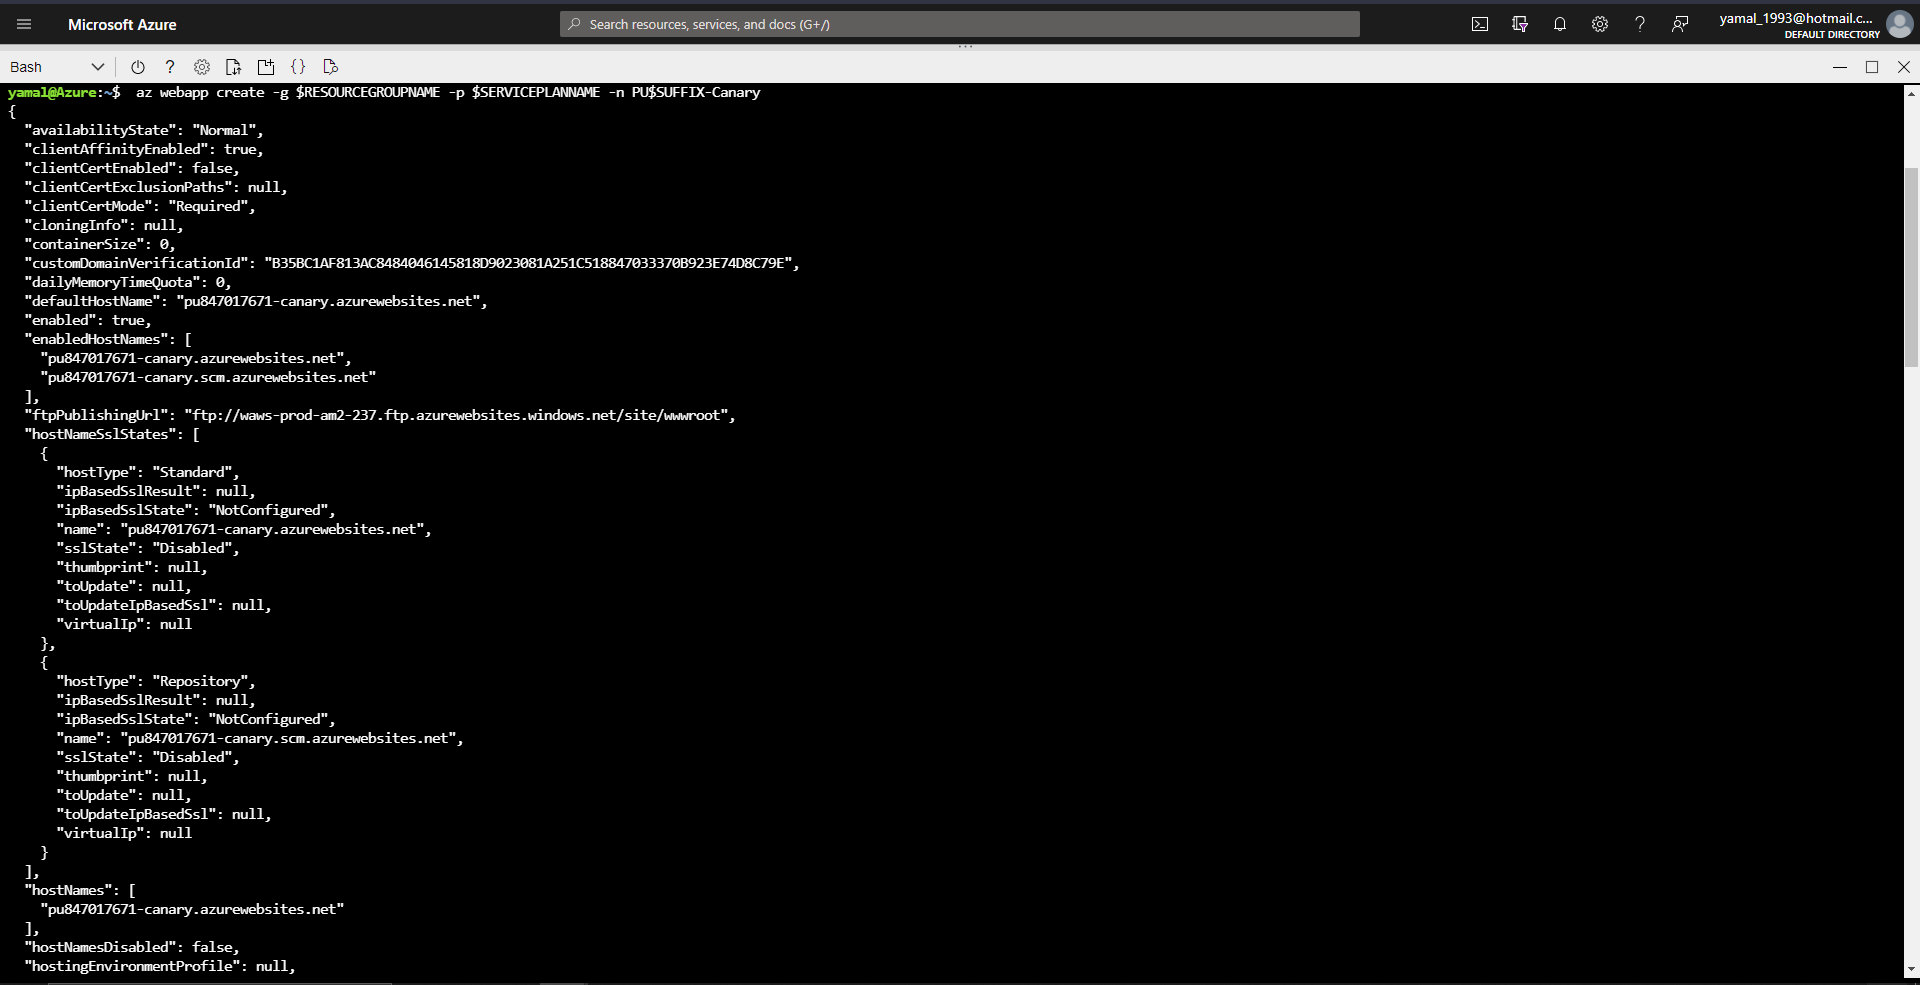 Microsoft Azure
Search resources, services, and docs (G+/)
yamal_1993@hotmail.c...
DEFAULT DIRECTORY
Bash
yamal@Azure:~$  az webapp create -g $RESOURCEGROUPNAME -p $SERVICEPLANNAME -n PU$SUFFIX-Canary
{
  "availabilityState": "Normal",
  "clientAffinityEnabled": true,
  "clientCertEnabled": false,
  "clientCertExclusionPaths": null,
  "clientCertMode": "Required",
  "cloningInfo": null,
  "containerSize": 0,
  "customDomainVerificationId": "B35BC1AF813AC8484046145818D9023081A251C518847033370B923E74D8C79E",
  "dailyMemoryTimeQuota": 0,
  "defaultHostName": "pu847017671-canary.azurewebsites.net",
  "enabled": true,
  "enabledHostNames": [
    "pu847017671-canary.azurewebsites.net",
    "pu847017671-canary.scm.azurewebsites.net"
  ],
  "ftpPublishingUrl": "ftp://waws-prod-am2-237.ftp.azurewebsites.windows.net/site/wwwroot",
  "hostNameSslStates": [
    {
      "hostType": "Standard",
      "ipBasedSslResult": null,
      "ipBasedSslState": "NotConfigured",
      "name": "pu847017671-canary.azurewebsites.net",
      "sslState": "Disabled",
      "thumbprint": null,
      "toUpdate": null,
      "toUpdateIpBasedSsl": null,
      "virtualIp": null
    },
    {
      "hostType": "Repository",
      "ipBasedSslResult": null,
      "ipBasedSslState": "NotConfigured",
      "name": "pu847017671-canary.scm.azurewebsites.net",
      "sslState": "Disabled",
      "thumbprint": null,
      "toUpdate": null,
      "toUpdateIpBasedSsl": null,
      "virtualIp": null
    }
  ],
  "hostNames": [
    "pu847017671-canary.azurewebsites.net"
  ],
  "hostNamesDisabled": false,
  "hostingEnvironmentProfile": null,